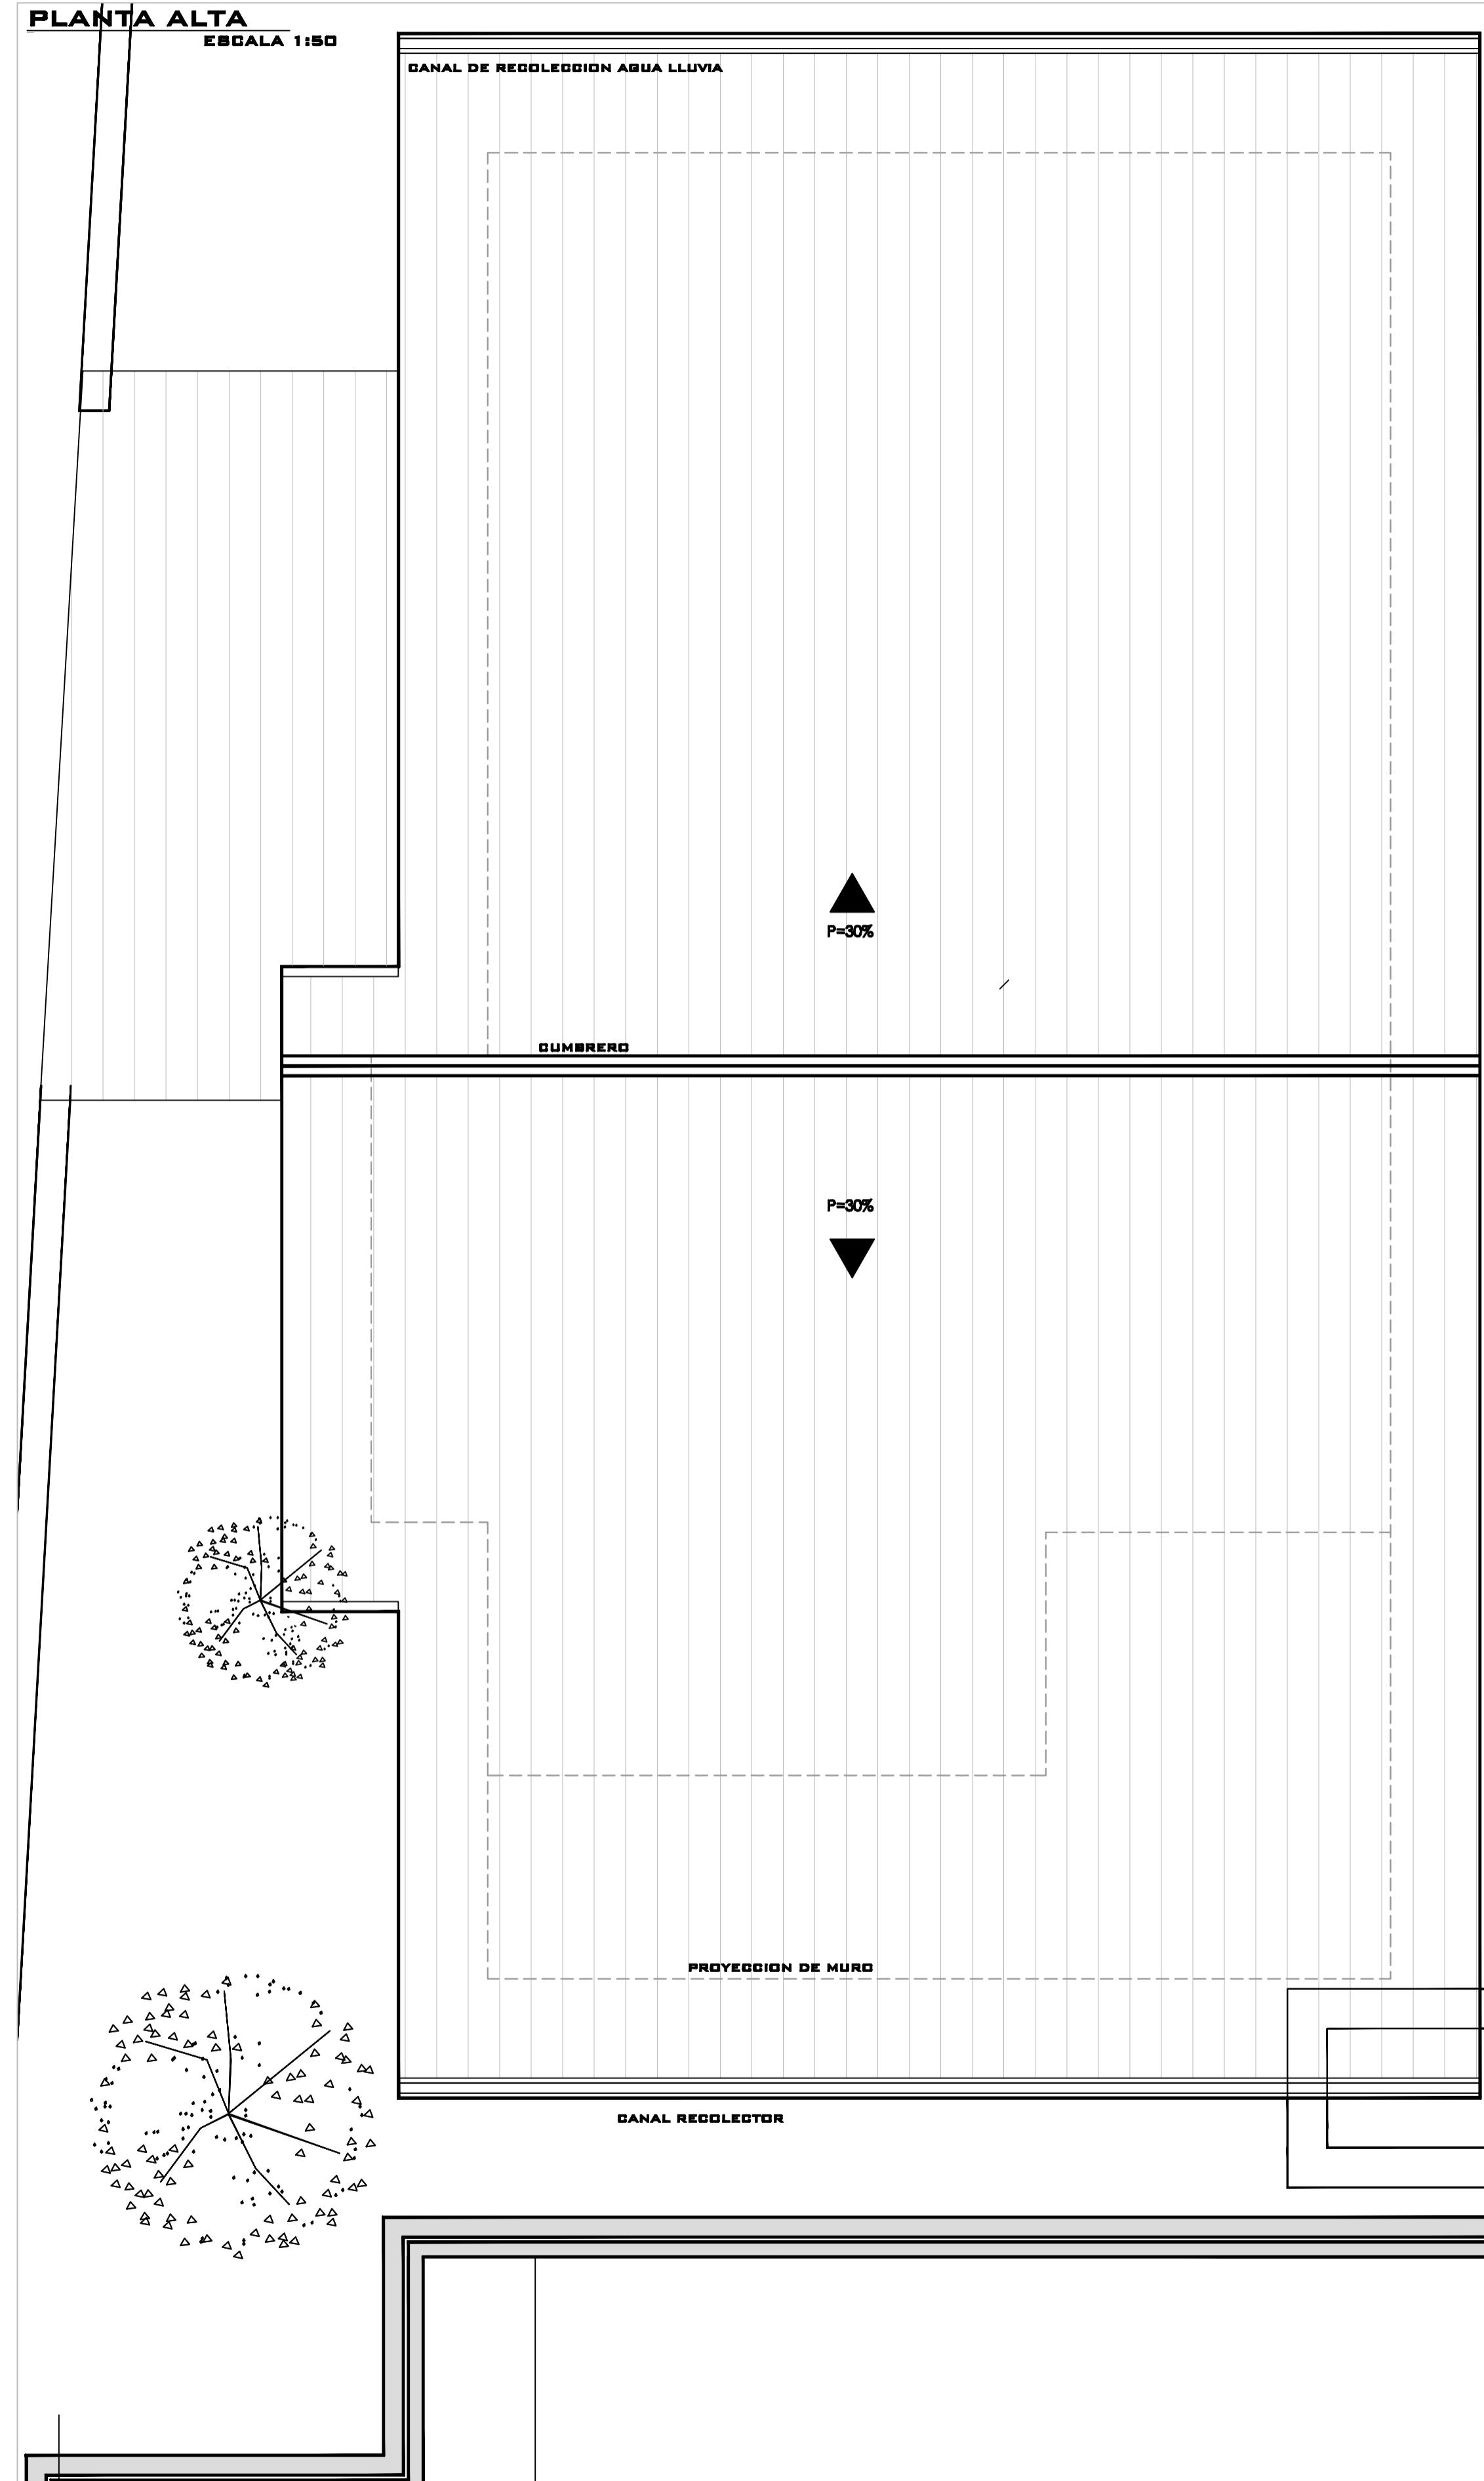 PLANTA ALTA
ESCALA 1:50
CANAL DE RECOLECCION AGUA LLUVIA
P=30%
CUMBRERO
P=30%
PROYECCION DE MURO
CANAL RECOLECTOR